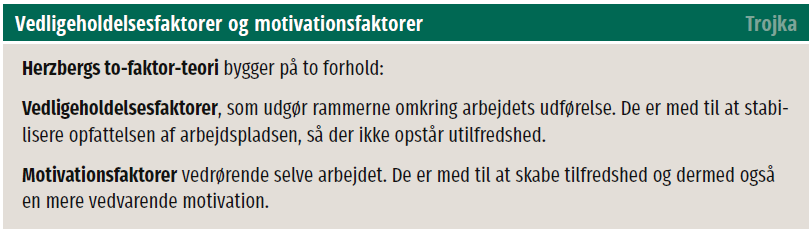 Vedligeholdelsesfaktorer og motivationsfaktorer Trojka
Herzbergs to-faktor-teori bygger på to forhold:
Vedligeholdelsesfaktorer, som udgør rammerne omkring arbejdets udførelse. De er med til at stabi-
lisere opfattelsen af arbejdspladsen, så der ikke opstår utilfredshed.
Motivationsfaktorer vedrørende selve arbejdet. De er med til at skabe tilfredshed og dermed også
en mere vedvarende motivation.